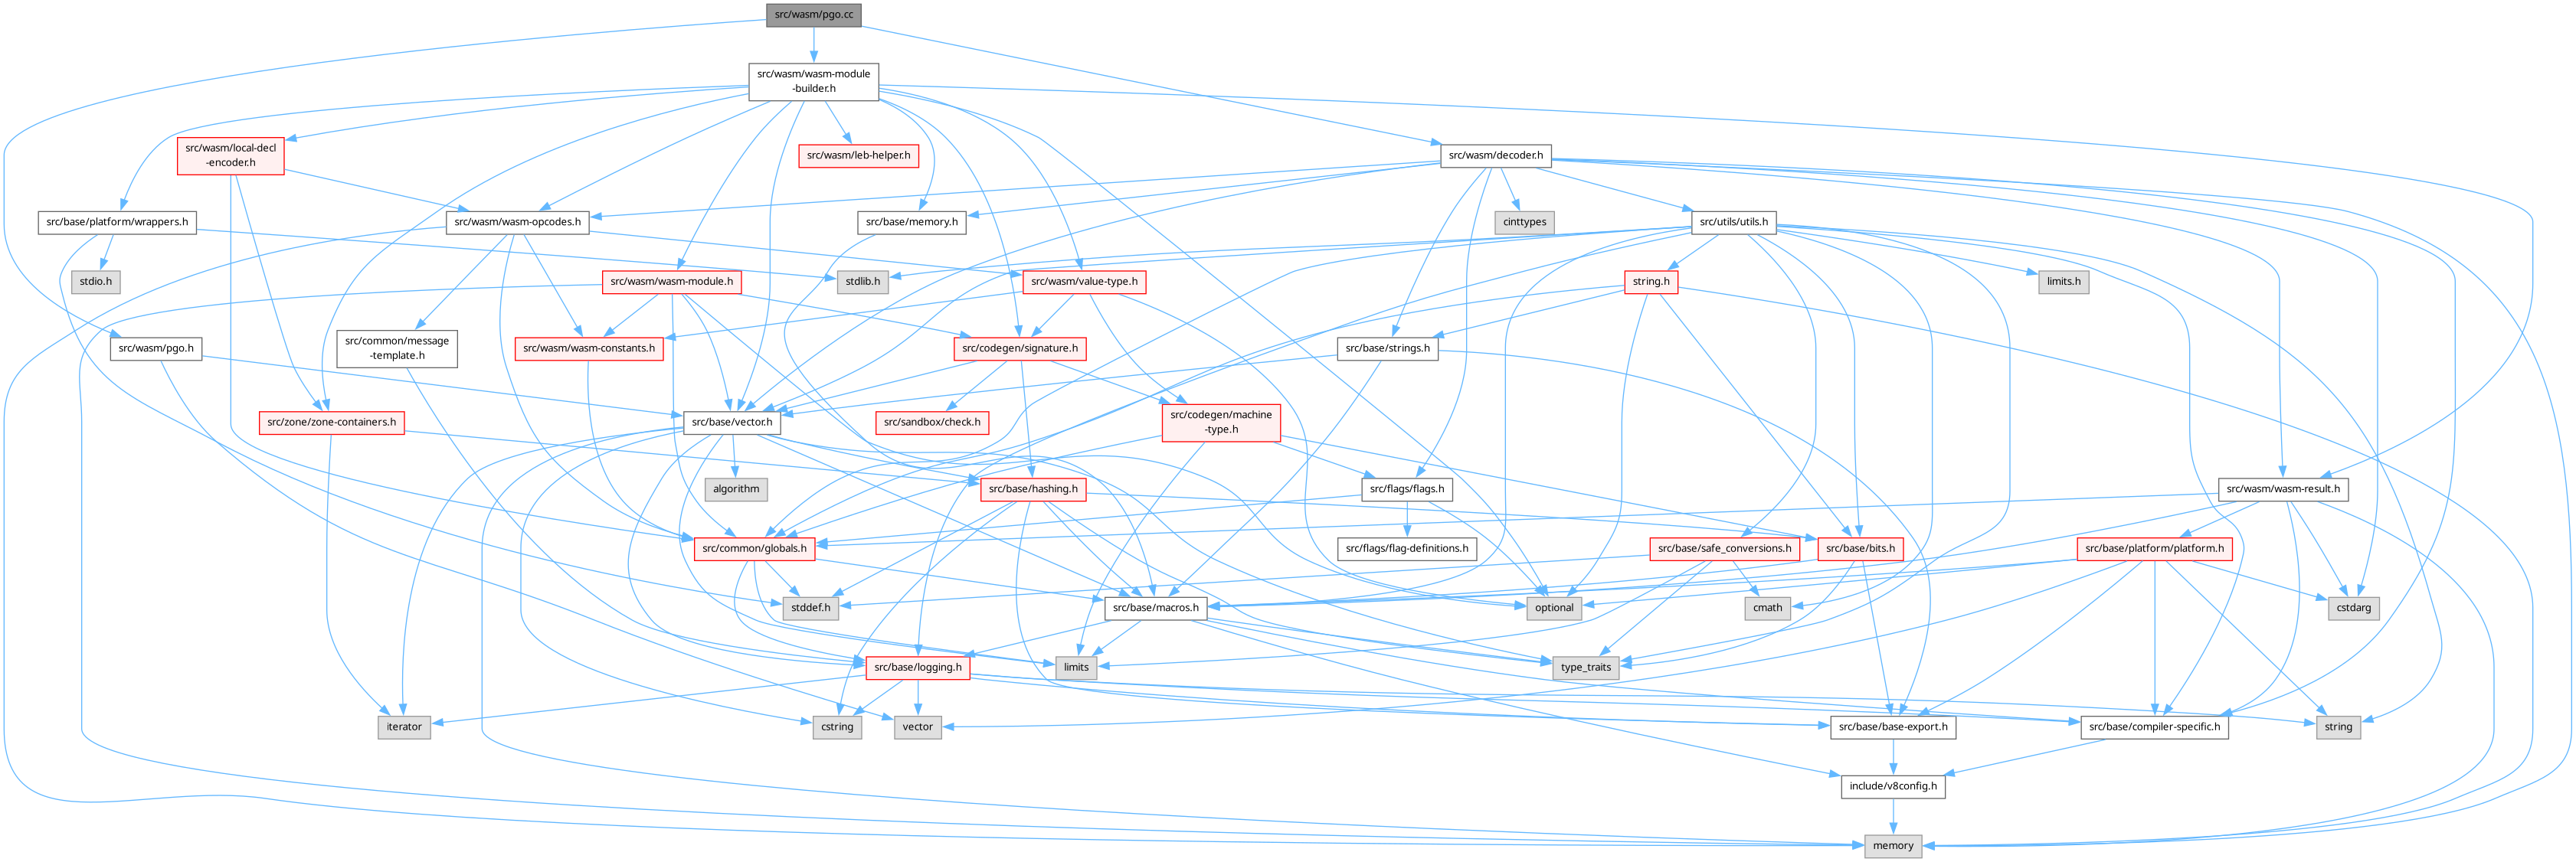 src/wasm/pgo.cc
src/wasm/wasm-module
-builder.h
src/wasm/local-decl
-encoder.h
src/wasm/leb-helper.h
src/wasm/decoder.h
src/base/platform/wrappers.h
src/wasm/wasm-opcodes.h
src/base/memory.h
cinttypes
src/utils/utils.h
stdio.h
src/wasm/wasm-module.h
stdlib.h
src/wasm/value-type.h
string.h
limits.h
src/wasm/pgo.h
src/common/message
-template.h
src/wasm/wasm-constants.h
src/codegen/signature.h
src/base/strings.h
src/zone/zone-containers.h
src/base/vector.h
src/sandbox/check.h
src/codegen/machine
-type.h
algorithm
src/base/hashing.h
src/flags/flags.h
src/wasm/wasm-result.h
src/common/globals.h
src/flags/flag-definitions.h
src/base/safe_conversions.h
src/base/bits.h
src/base/platform/platform.h
stddef.h
src/base/macros.h
optional
cmath
cstdarg
src/base/logging.h
limits
type_traits
iterator
cstring
vector
src/base/base-export.h
src/base/compiler-specific.h
string
include/v8config.h
memory